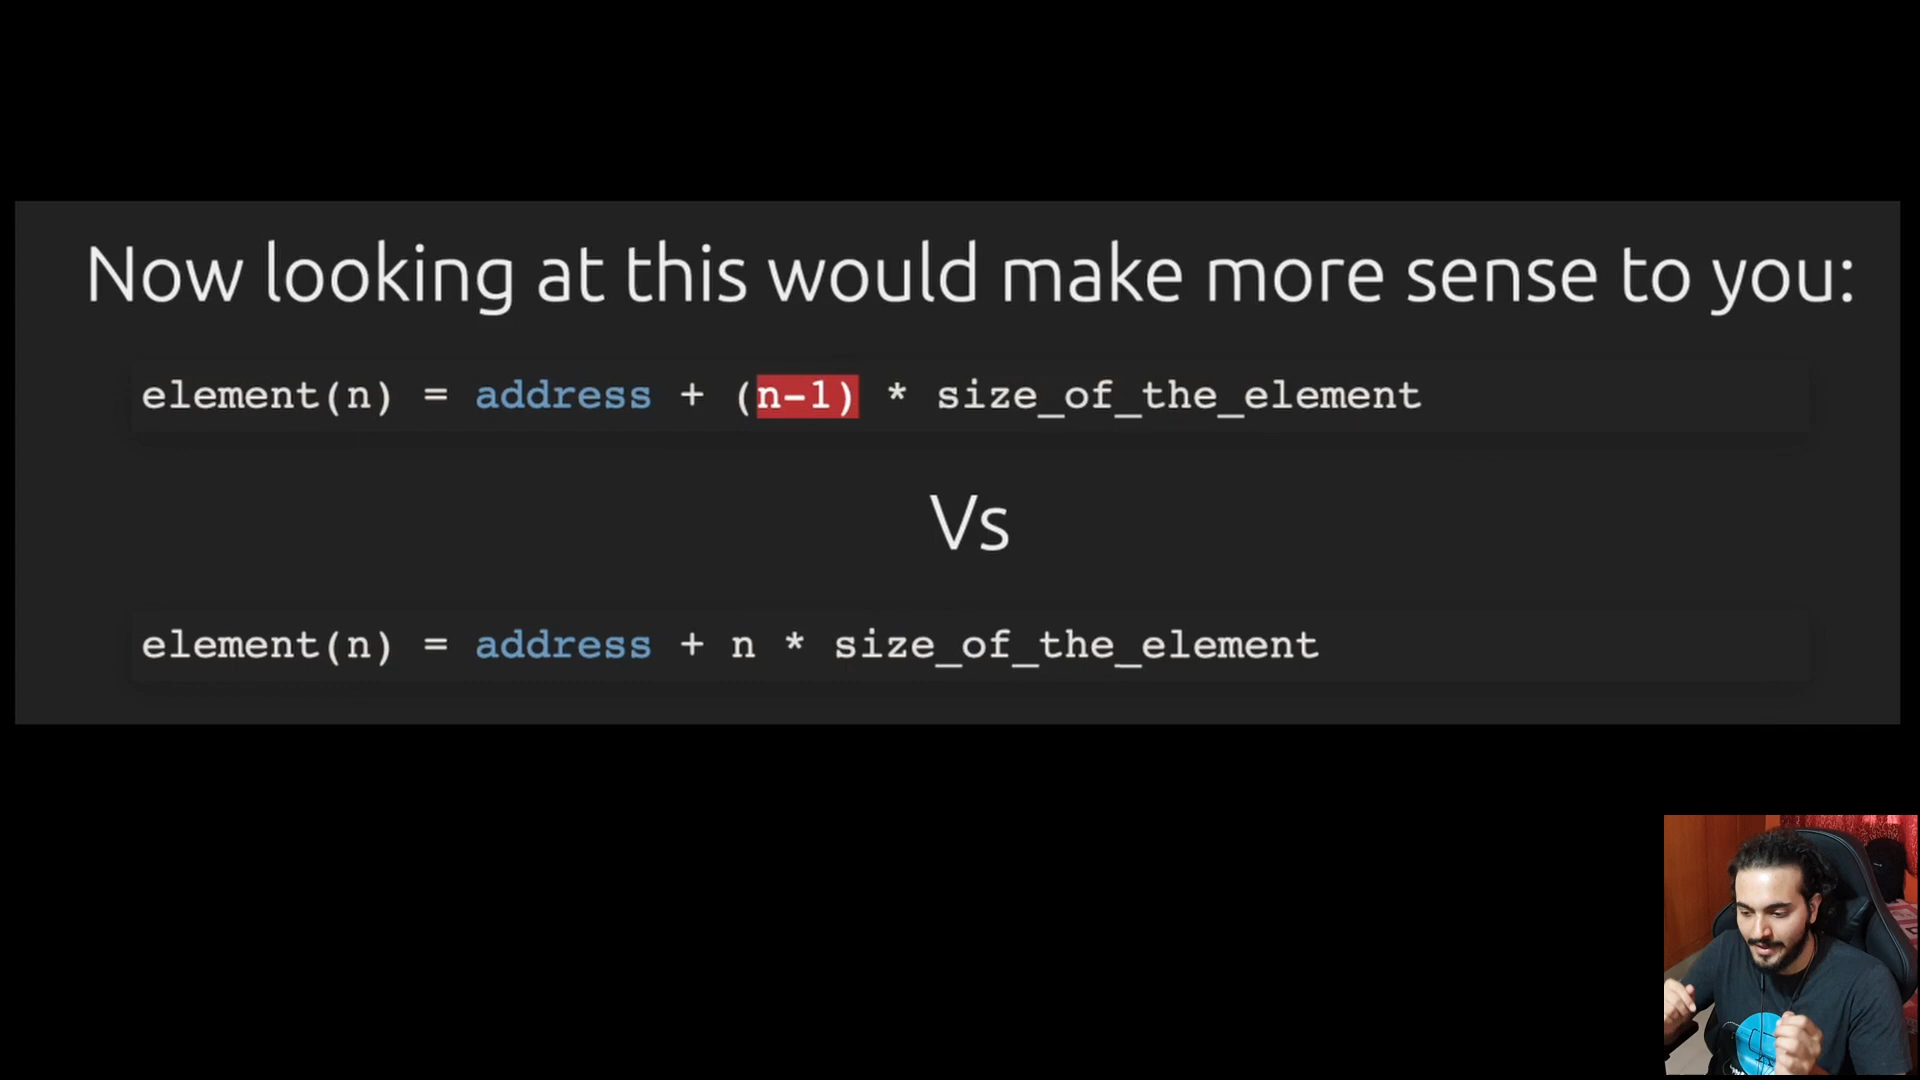 Now looking at this would make more sense to you:
element(n) = address + (n-1) * size_of_the_element
Vs
element(n) = address + n * size_of_the_element